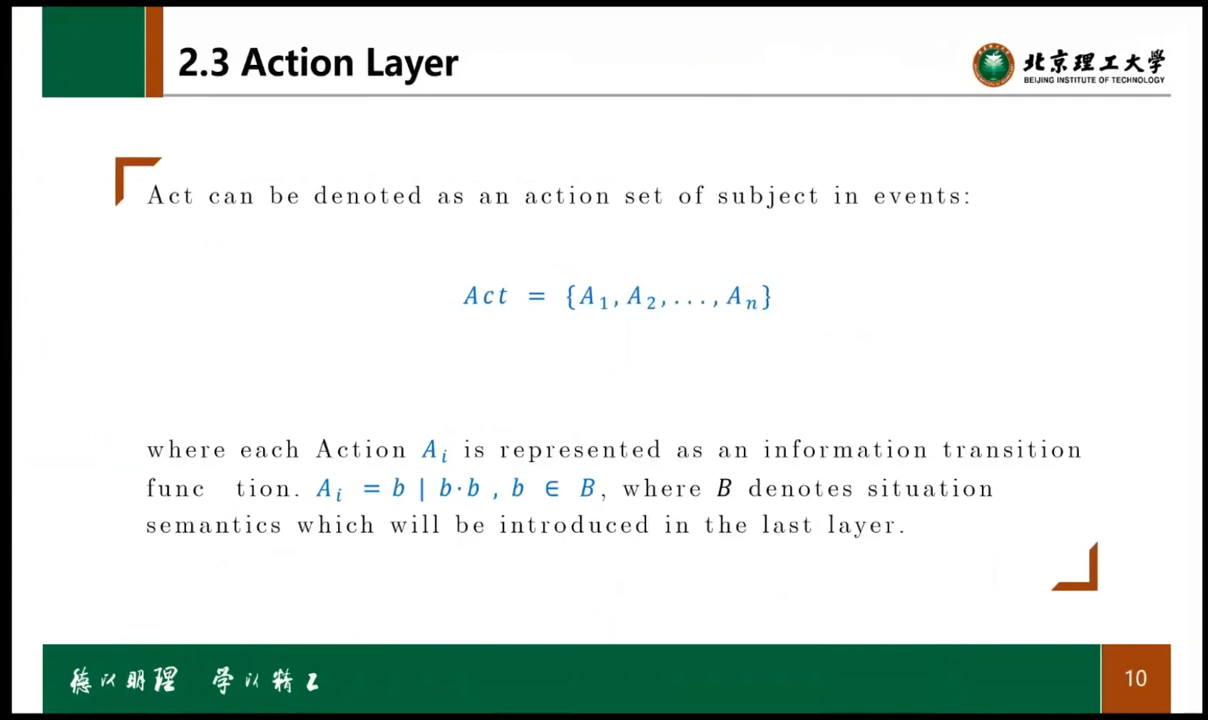 2.3 Action Layer
北京理工大学
BEIJING INSTITUTE OF TECHNOLOGY
Act can be denoted as an action set of subject in events:
Act = {A₁, A₂, . . . , Aₙ}
where each Action Aᵢ is represented as an information transition
func tion. Aᵢ = b | b·b , b ∈ B, where B denotes situation
semantics which will be introduced in the last layer.
德以明理 学以精工
10